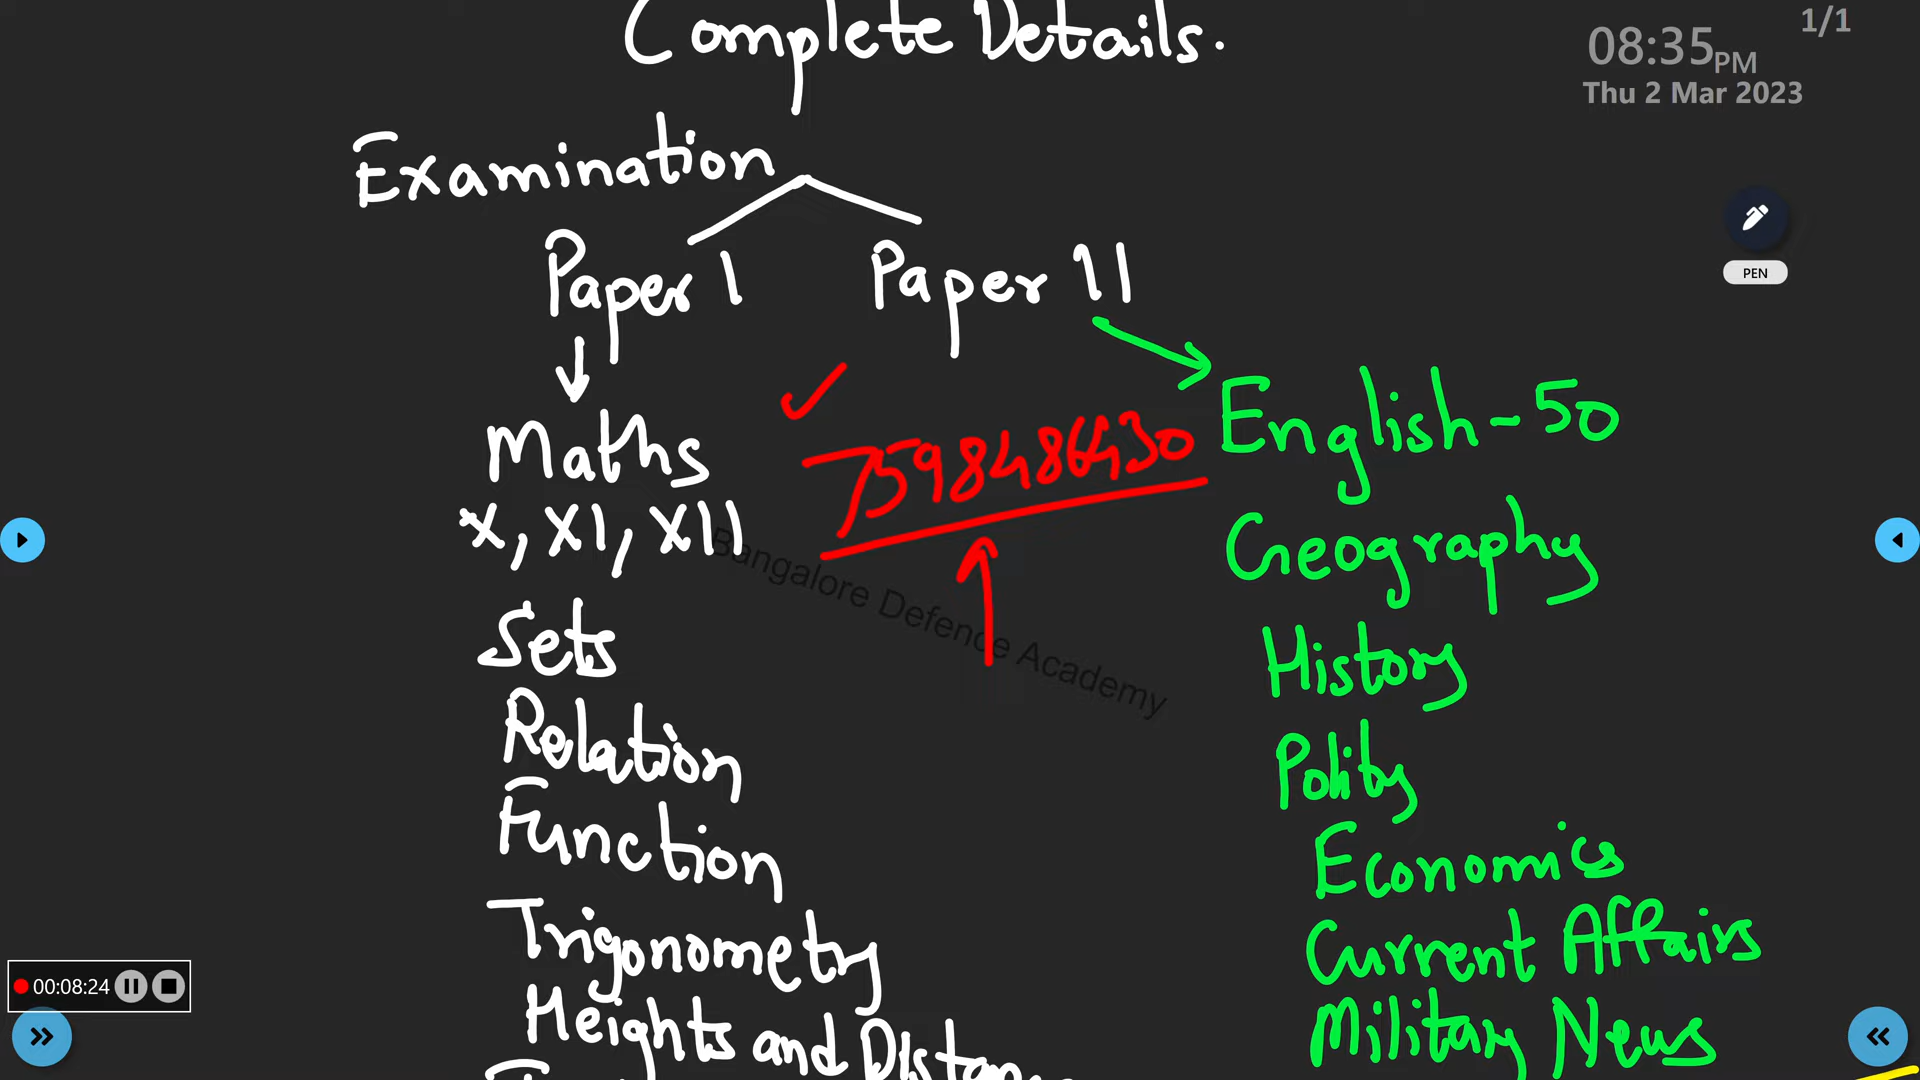 Complete Details.
1/1
08:35 PM
Thu 2 Mar 2023
Examination
PEN
Paper I
Paper II
Maths
X, XI, XII
7598486430
Bangalore Defence Academy
Sets
Relation
Function
Trigonometry
Heights and
English - 50
Geography
History
Polity
Economics
Current Affairs
Military News
00:08:24